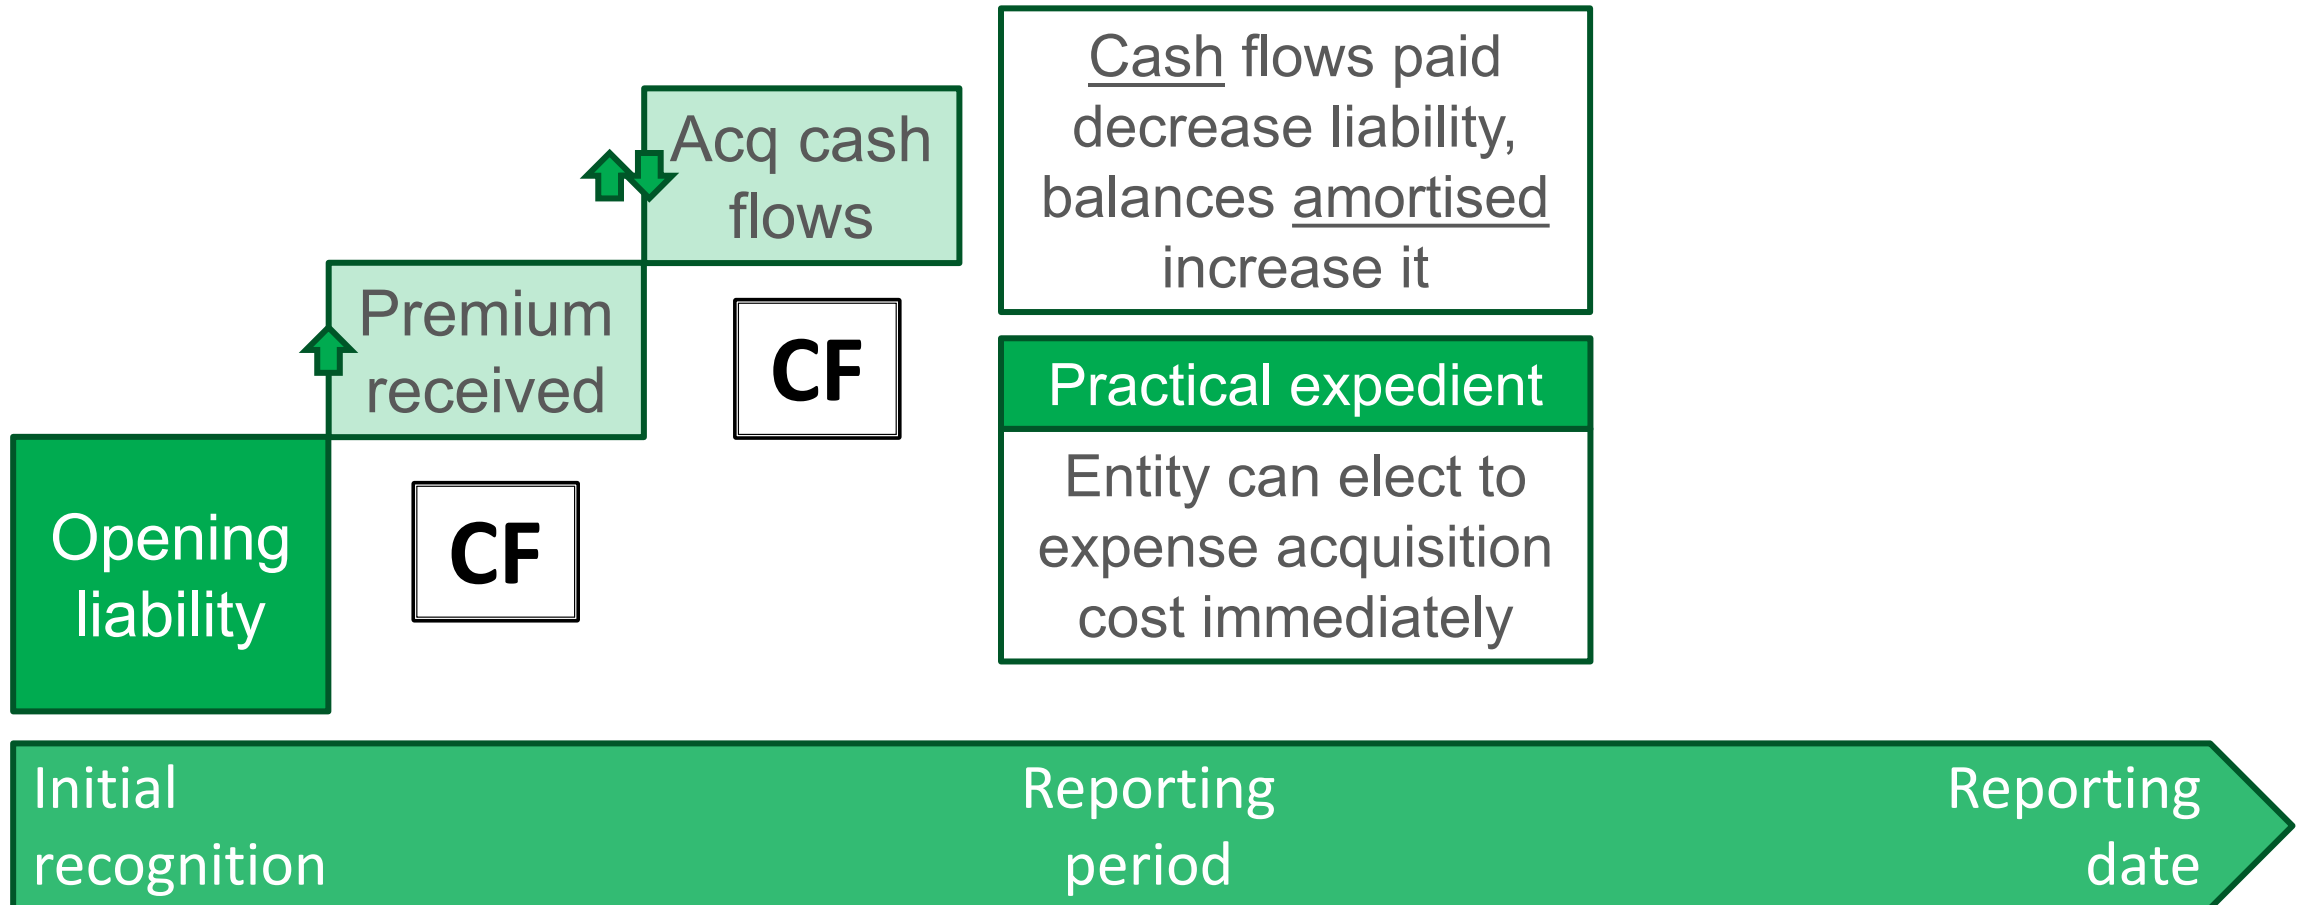 Opening
liability
CF
Premium
received
CF
Acq cash
flows
Cash flows paid
decrease liability,
balances amortised
increase it
Practical expedient
Entity can elect to
expense acquisition
cost immediately
Initial
recognition
Reporting
period
Reporting
date